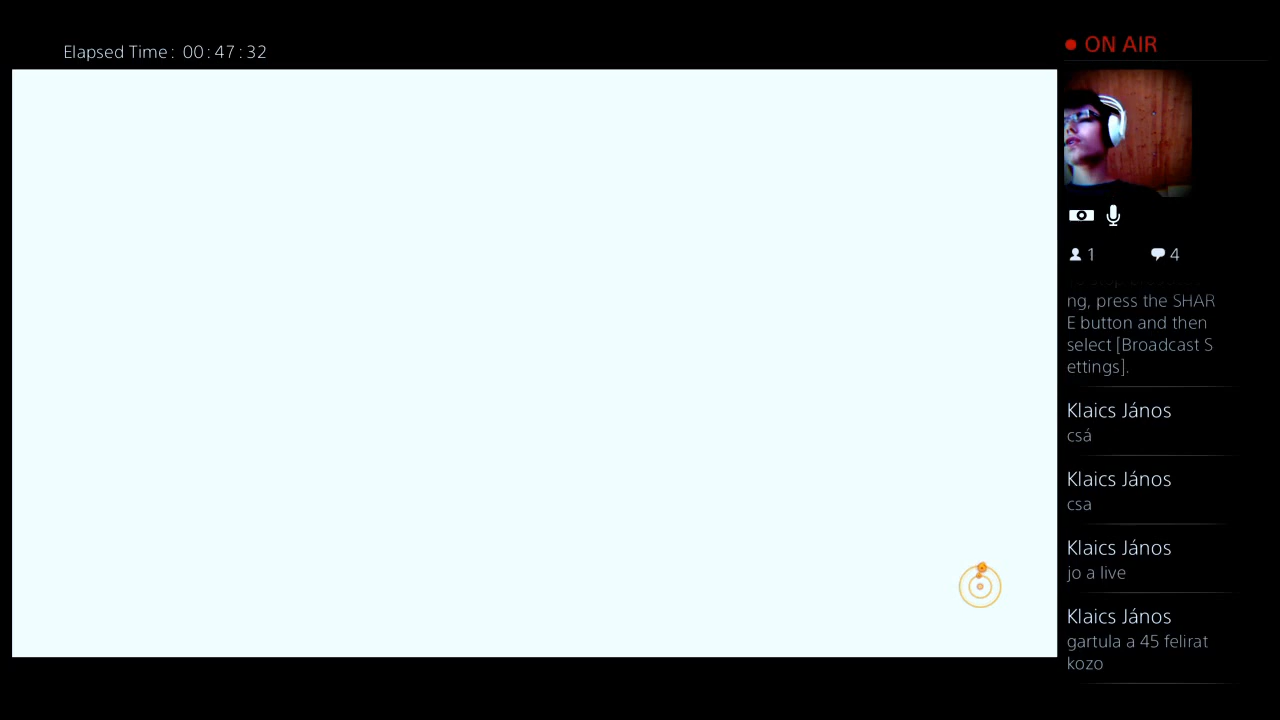 Elapsed Time: 00:47:32
ON AIR
1 4
ng, press the SHAR
E button and then
select [Broadcast S
ettings].
Klaics János
csá
Klaics János
csa
Klaics János
jo a live
Klaics János
gartula a 45 felirat
kozo